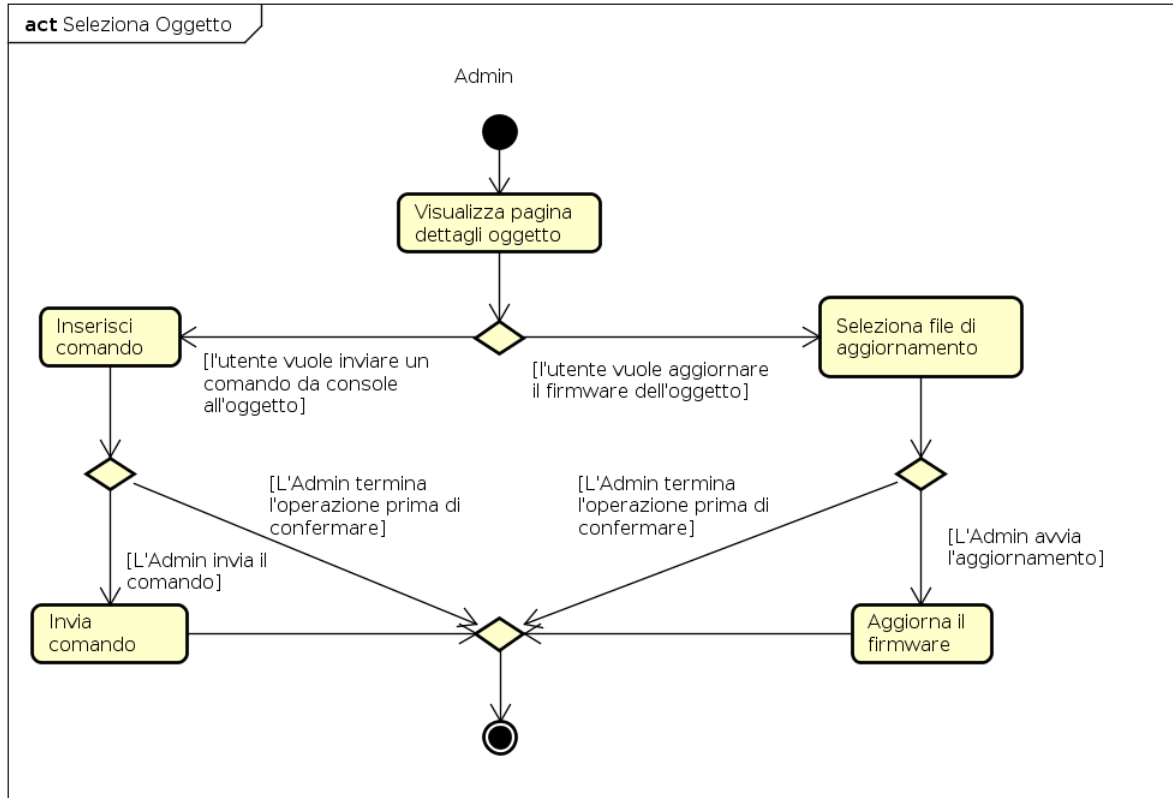 act Seleziona Oggetto
Admin
Visualizza pagina
dettagli oggetto
Inserisci
comando
Seleziona file di
aggiornamento
[l'utente vuole inviare un
comando da console
all'oggetto]
[l'utente vuole aggiornare
il firmware dell'oggetto]
[L'Admin termina
l'operazione prima di
confermare]
[L'Admin termina
l'operazione prima di
confermare]
[L'Admin invia il
comando]
[L'Admin avvia
l'aggiornamento]
Invia
comando
Aggiorna il
firmware